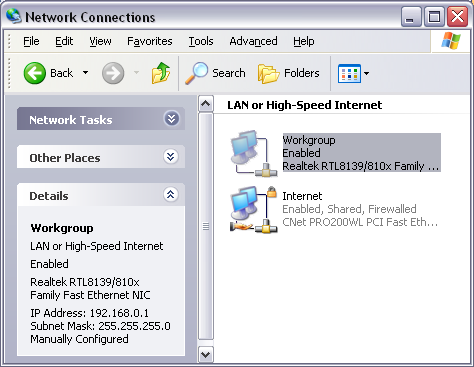 Network Connections
File Edit View Favorites Tools Advanced Help
Back Search Folders
Network Tasks
Other Places
Details
Workgroup
LAN or High-Speed Internet
Enabled
Realtek RTL8139/810x
Family Fast Ethernet NIC
IP Address: 192.168.0.1
Subnet Mask: 255.255.255.0
Manually Configured
LAN or High-Speed Internet
Workgroup
Enabled
Realtek RTL8139/810x Family ...
Internet
Enabled, Shared, Firewalled
CNet PRO200WL PCI Fast Eth...